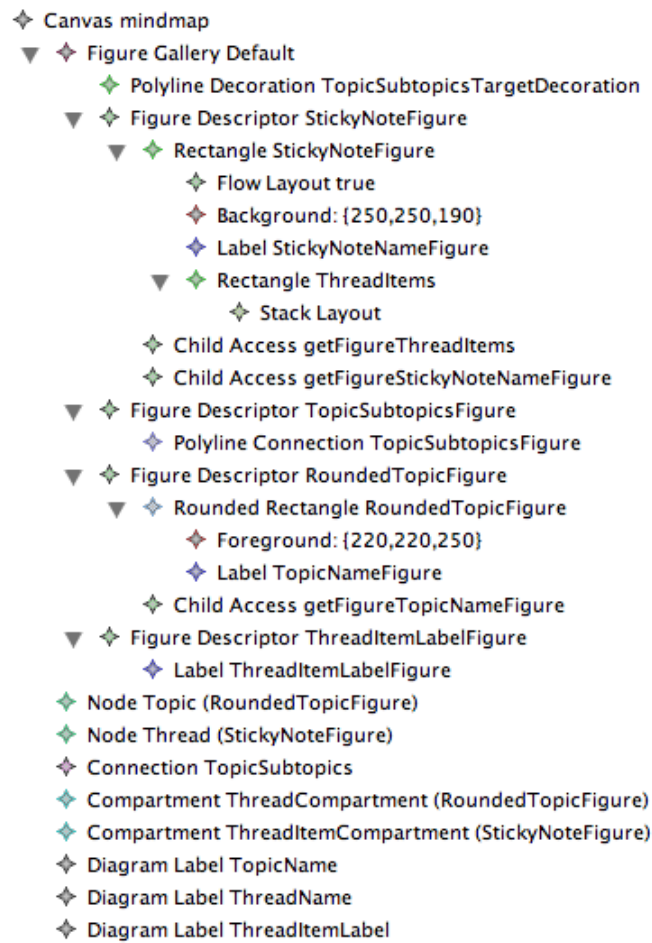 Canvas mindmap
Figure Gallery Default
Polyline Decoration TopicSubtopicsTargetDecoration
Figure Descriptor StickyNoteFigure
Rectangle StickyNoteFigure
Flow Layout true
Background: {250,250,190}
Label StickyNoteNameFigure
Rectangle ThreadItems
Stack Layout
Child Access getFigureThreadItems
Child Access getFigureStickyNoteNameFigure
Figure Descriptor TopicSubtopicsFigure
Polyline Connection TopicSubtopicsFigure
Figure Descriptor RoundedTopicFigure
Rounded Rectangle RoundedTopicFigure
Foreground: {220,220,250}
Label TopicNameFigure
Child Access getFigureTopicNameFigure
Figure Descriptor ThreadItemLabelFigure
Label ThreadItemLabelFigure
Node Topic (RoundedTopicFigure)
Node Thread (StickyNoteFigure)
Connection TopicSubtopics
Compartment ThreadCompartment (RoundedTopicFigure)
Compartment ThreadItemCompartment (StickyNoteFigure)
Diagram Label TopicName
Diagram Label ThreadName
Diagram Label ThreadItemLabel